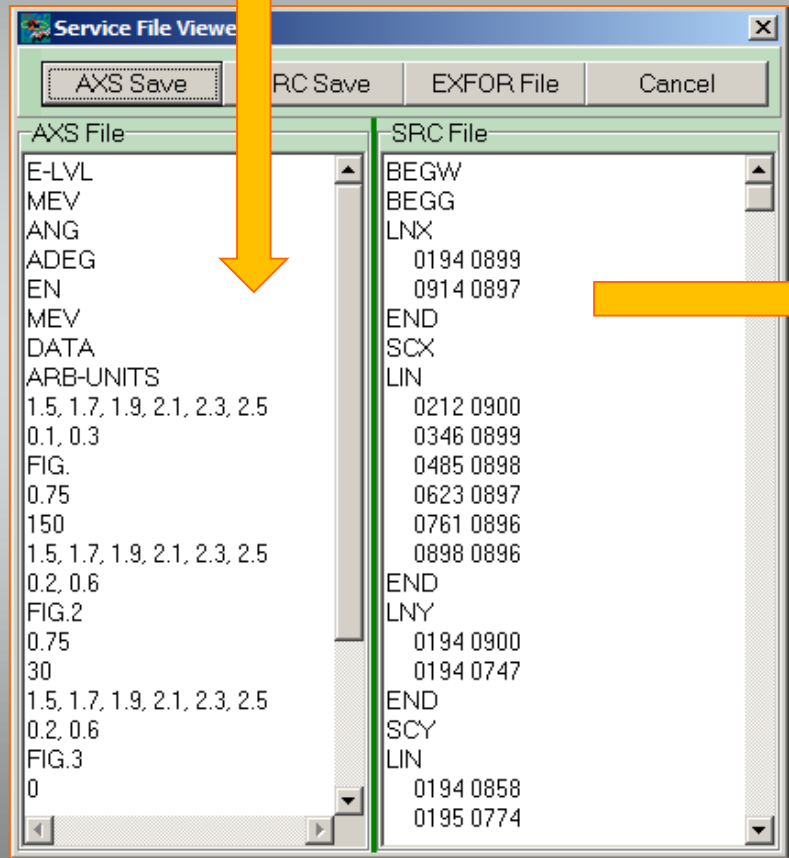 Service File Viewe
AXS Save
RC Save
EXFOR File
Cancel
AXS File
E-LVL
MEV
ANG
ADEG
EN
MEV
DATA
ARB-UNITS
1.5, 1.7, 1.9, 2.1, 2.3, 2.5
0.1, 0.3
FIG.
0.75
150
1.5, 1.7, 1.9, 2.1, 2.3, 2.5
0.2, 0.6
FIG.2
0.75
30
1.5, 1.7, 1.9, 2.1, 2.3, 2.5
0.2, 0.6
FIG.3
0
SRC File
BEGW
BEGG
LNX
0194 0899
0914 0897
END
SCX
LIN
0212 0900
0346 0899
0485 0898
0623 0897
0761 0896
0898 0896
END
LNY
0194 0900
0194 0747
END
SCY
LIN
0194 0858
0195 0774